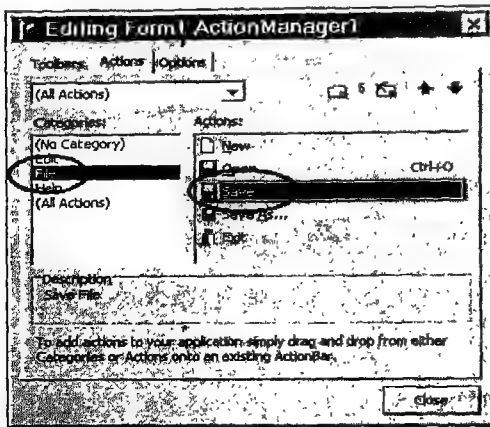 Editing Form1.ActionManager1
Toolbars Actions Options
(All Actions)
Categories: Actions:
(No Category)
Edit
File
Help
(All Actions)
New
Open... Ctrl+O
Save
Save As...
Exit
Description
Save File
To add actions to your application simply drag and drop from either
Categories or Actions onto an existing ActionBar.
Close